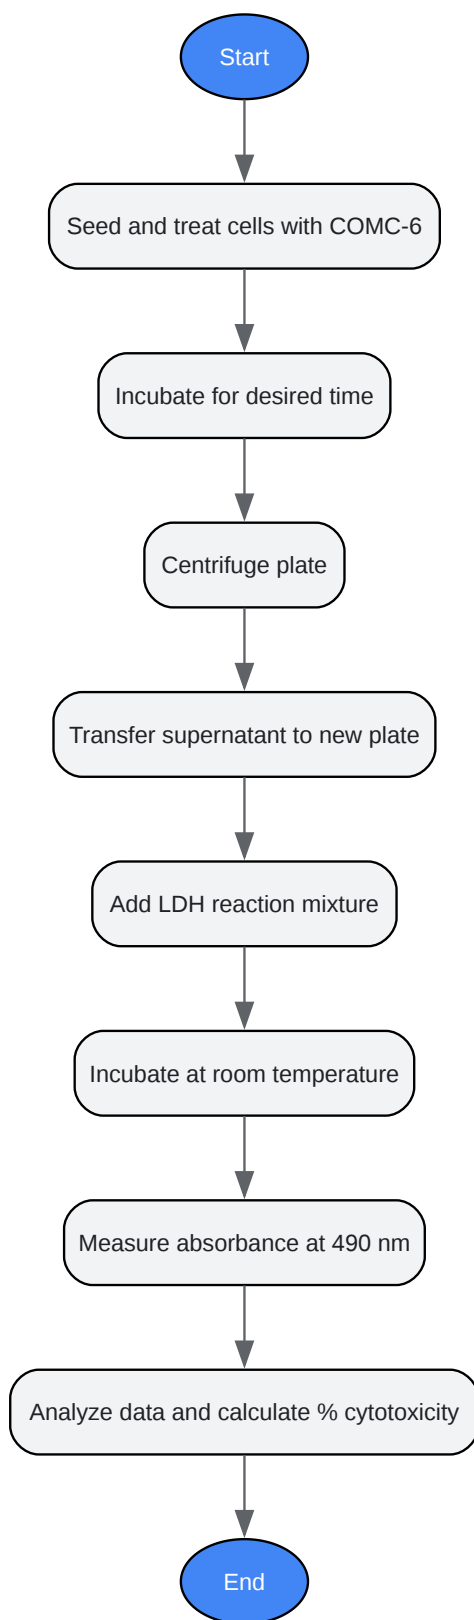 Start
Seed and treat cells with COMC-6
Incubate for desired time
Centrifuge plate
Transfer supernatant to new plate
Add LDH reaction mixture
Incubate at room temperature
Measure absorbance at 490 nm
Analyze data and calculate % cytotoxicity
End